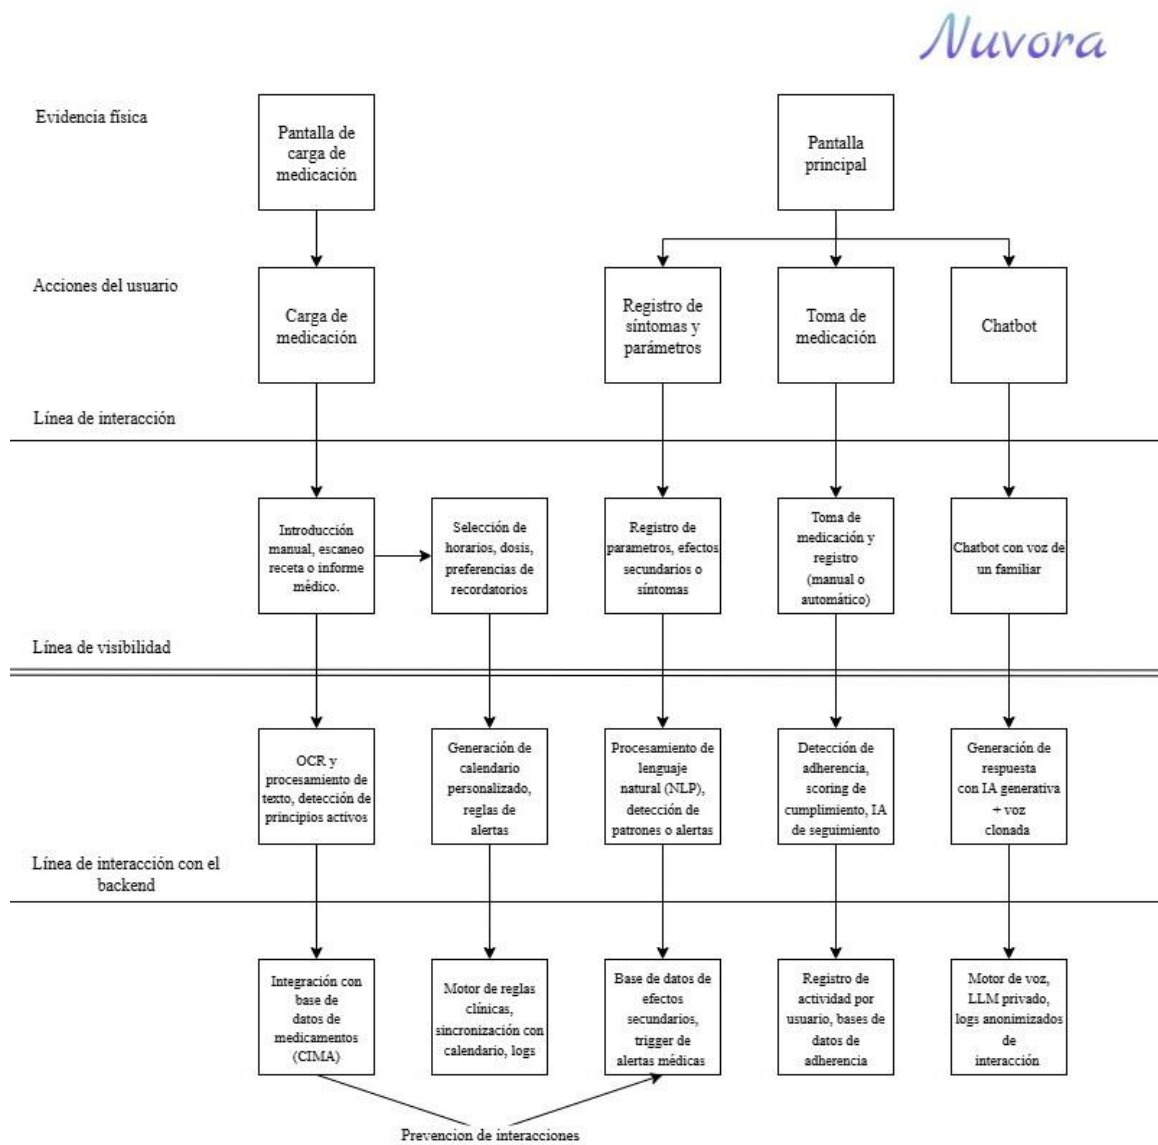 Nuvora
Evidencia física
Pantalla de
carga de
medicación
Pantalla
principal
Acciones del usuario
Carga de
medicación
Registro de
síntomas y
parámetros
Toma de
medicación
Chatbot
Línea de interacción
Introducción
manual, escaneo
receta o informe
médico.
Selección de
horarios, dosis,
preferencias de
recordatorios
Registro de
parametros, efectos
secundarios o
síntomas
Toma de
medicación y
registro
(manual o
automático)
Chatbot con voz de
un familiar
Línea de visibilidad
OCR y
procesamiento de
texto, detección de
principios activos
Generación de
calendario
personalizado,
reglas de
alertas
Procesamiento de
lenguaje
natural (NLP),
detección de
patrones o alertas
Detección de
adherencia,
scoring de
cumplimiento, IA
de seguimiento
Generación de
respuesta
con IA generativa
+ voz
clonada
Línea de interacción con el
backend
Integración con
base de
datos de
medicamentos
(CIMA)
Motor de reglas
clínicas,
sincronización con
calendario, logs
Base de datos de
efectos
secundarios,
trigger de
alertas médicas
Registro de
actividad por
usuario, bases de
datos de
adherencia
Motor de voz,
LLM privado,
logs anonimizados
de
interacción
Prevencion de interacciones